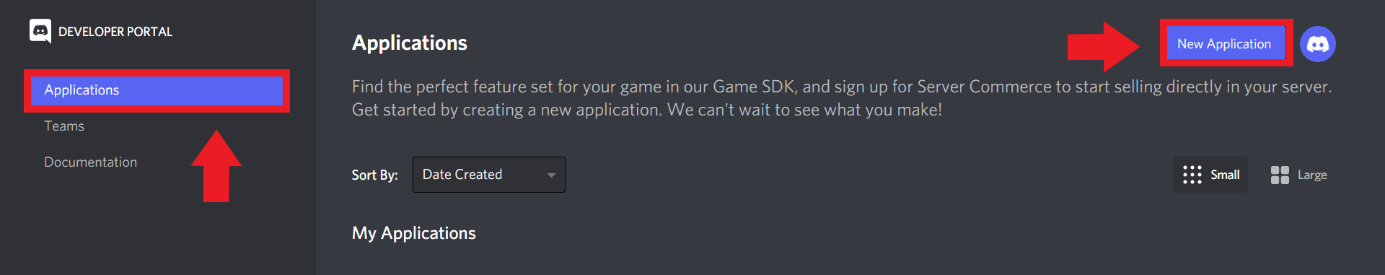 DEVELOPER PORTAL
Applications
Teams
Documentation
Applications
New Application
Find the perfect feature set for your game in our Game SDK, and sign up for Server Commerce to start selling directly in your server.
Get started by creating a new application. We can't wait to see what you make!
Sort By: Date Created
Small Large
My Applications